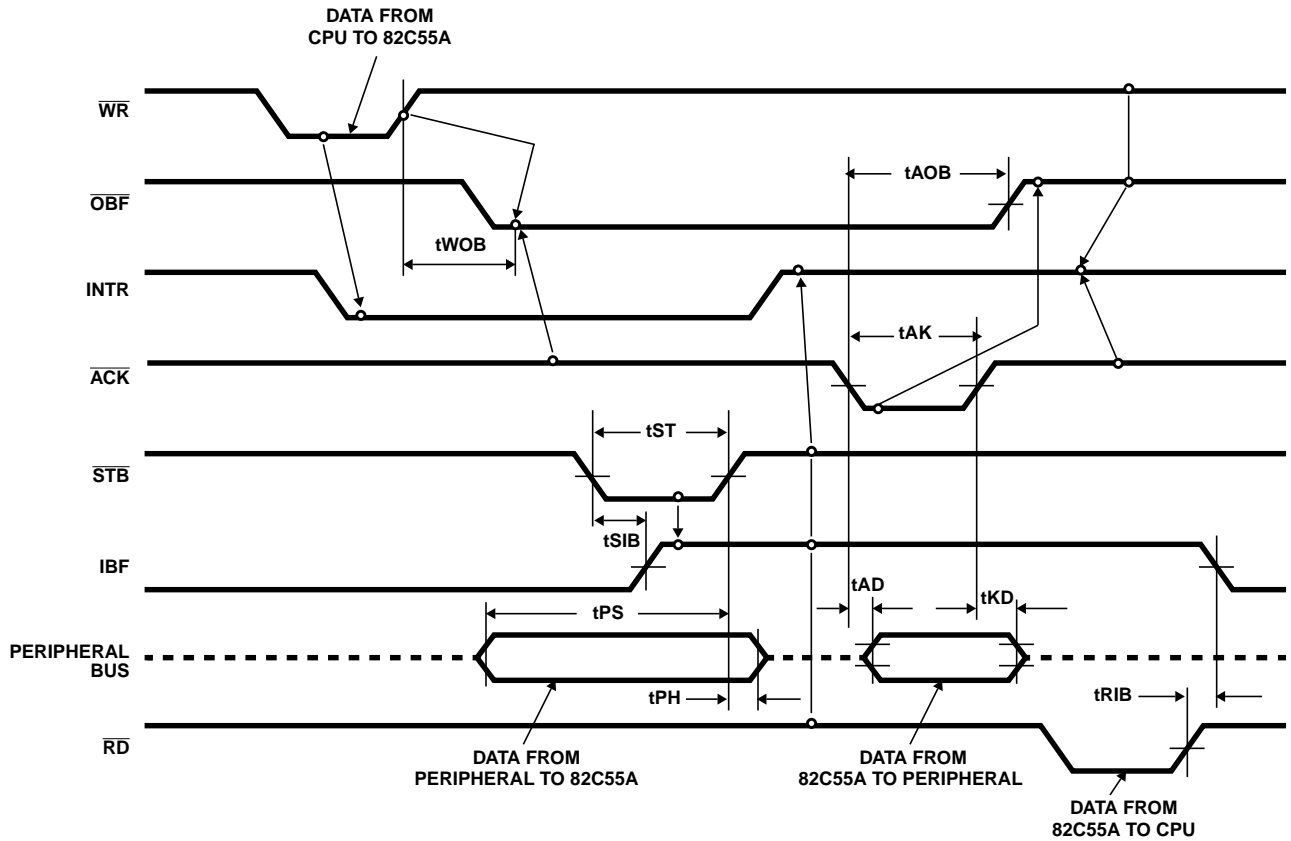 DATA FROM
CPU TO 82C55A
WR
OBF
tAOB
tWOB
INTR
tAK
ACK
tST
STB
tSIB
IBF
tAD
tKD
tPS
PERIPHERAL
BUS
tPH
tRIB
RD
DATA FROM
PERIPHERAL TO 82C55A
DATA FROM
82C55A TO PERIPHERAL
DATA FROM
82C55A TO CPU